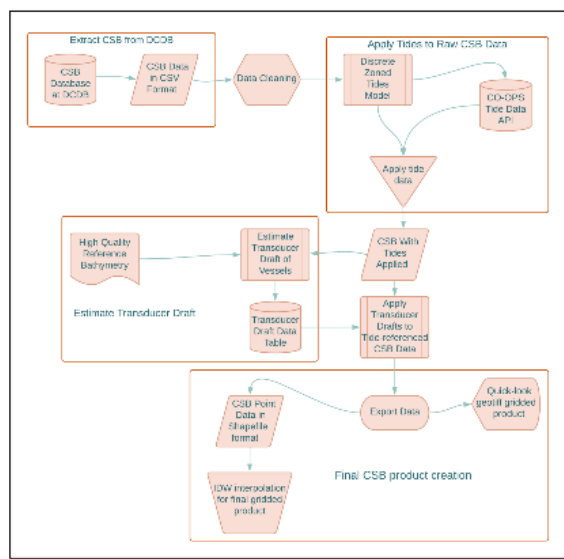 Extract CSB from DCDB
CSB
Database
at DCDB
CSB Data
in CSV
Format
Data Cleaning
Apply Tides to Raw CSB Data
Discrete
Zoned
Tides
Model
CO-OPS
Tide Data
API
Apply tide
data
High Quality
Reference
Bathymetry
Estimate
Transducer
Draft of
Vessels
CSB With
Tides
Applied
Estimate Transducer Draft
Transducer
Draft Data
Table
Apply
Transducer
Drafts to
Tide-referenced
CSB Data
CSB Point
Data in
Shapefile
format
Export Data
Quick-look
geotiff gridded
product
IDW interpolation
for final gridded
product
Final CSB product creation